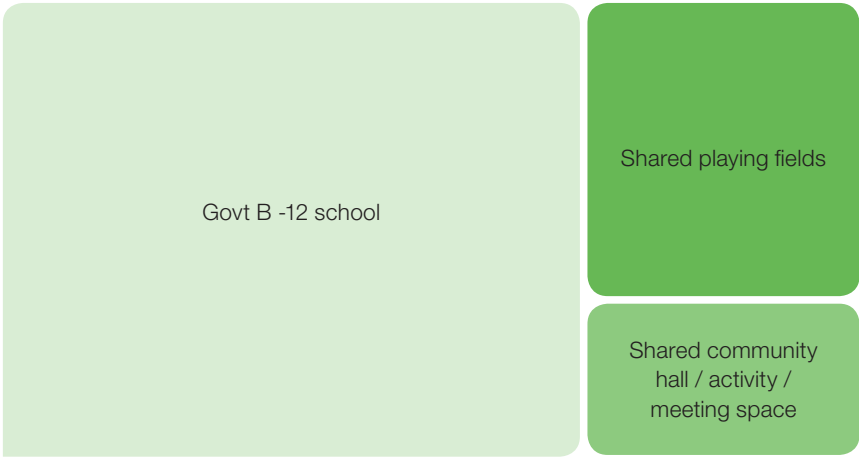 Govt B -12 school
Shared playing fields
Shared community
hall / activity /
meeting space